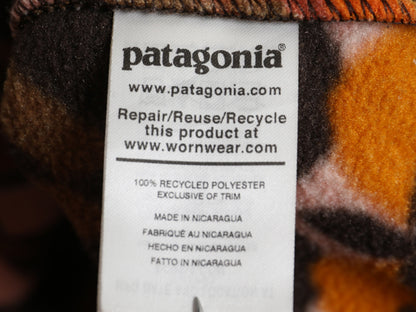 patagonia®
www.patagonia.com
Repair/Reuse/Recycle
this product at
www.wornwear.com
100% RECYCLED POLYESTER
EXCLUSIVE OF TRIM
MADE IN NICARAGUA
FABRIQUÉ AU NICARAGUA
HECHO EN NICARAGUA
FATTO IN NICARAGUA